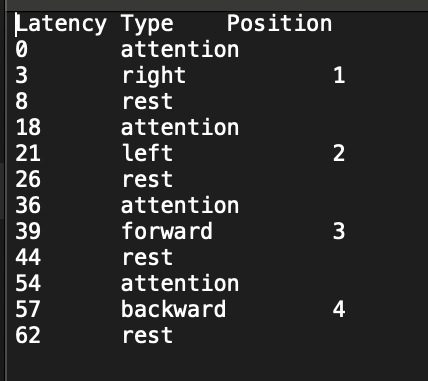 Latency Type Position
0 attention
3 right 1
8 rest
18 attention
21 left 2
26 rest
36 attention
39 forward 3
44 rest
54 attention
57 backward 4
62 rest